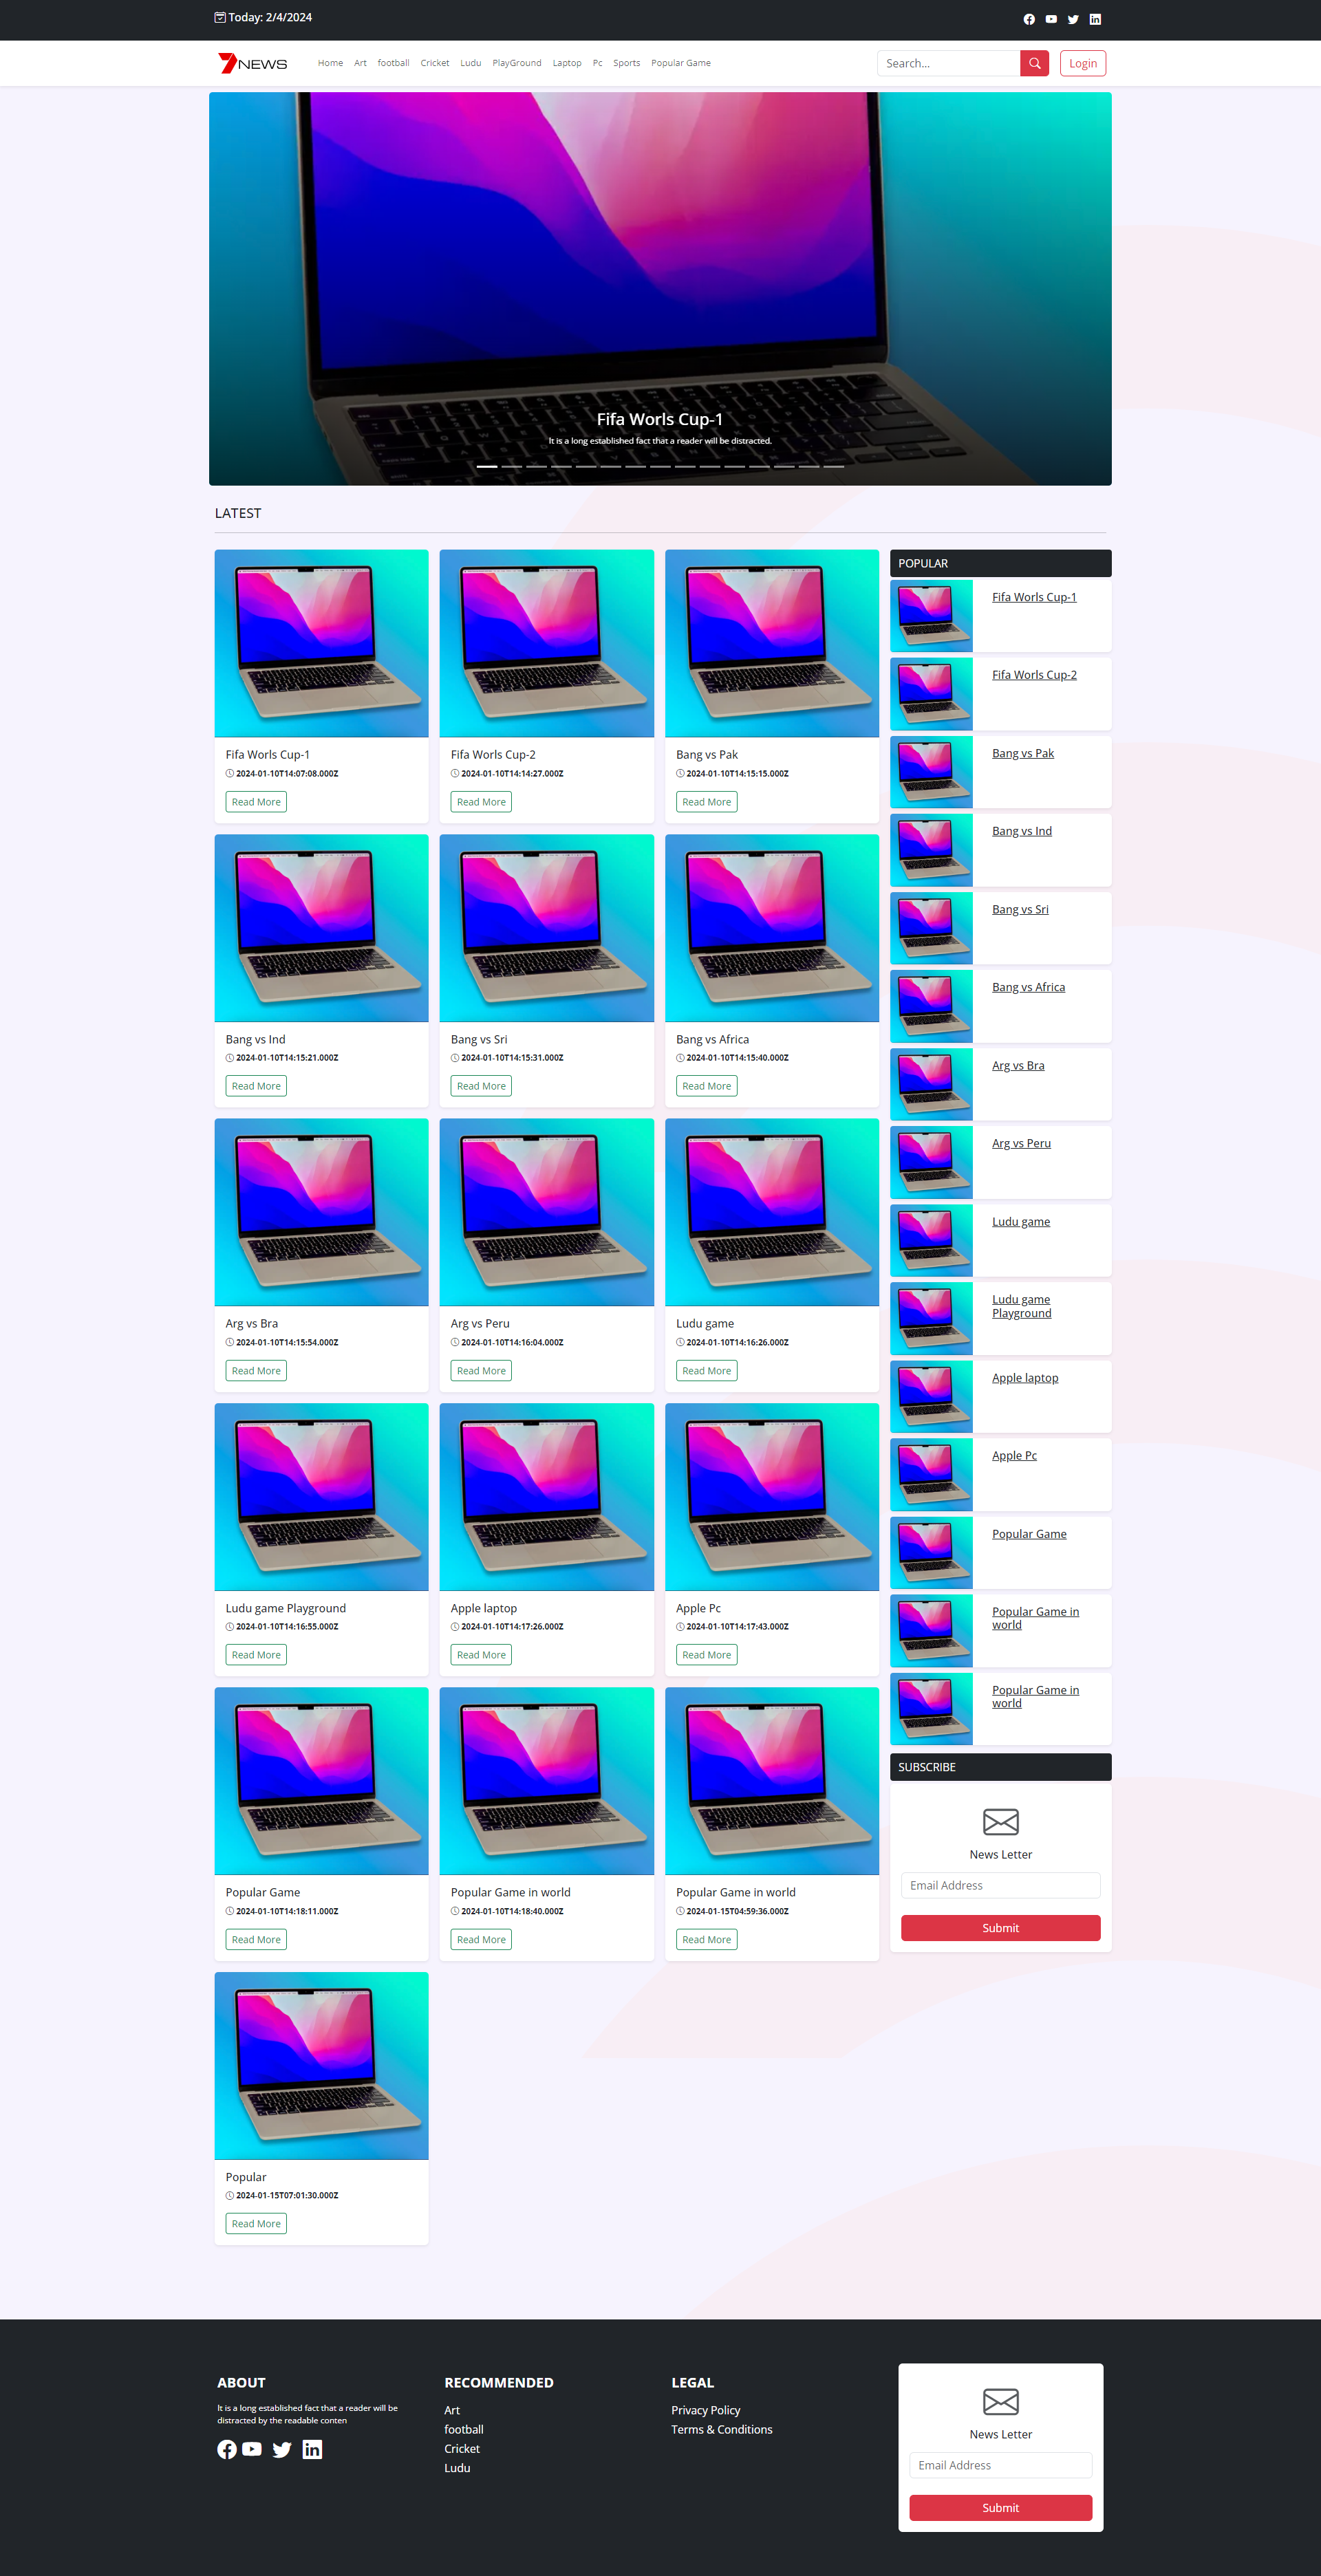 Today: 2/4/2024
7NEWS
Home Art football Cricket Ludu PlayGround Laptop Pc Sports Popular Game
Search...
Login
Fifa Worls Cup-1
It is a long established fact that a reader will be distracted.
LATEST
Fifa Worls Cup-1
2024-01-10T14:07:08.000Z
Read More
Fifa Worls Cup-2
2024-01-10T14:14:27.000Z
Read More
Bang vs Pak
2024-01-10T14:15:15.000Z
Read More
Bang vs Ind
2024-01-10T14:15:21.000Z
Read More
Bang vs Sri
2024-01-10T14:15:31.000Z
Read More
Bang vs Africa
2024-01-10T14:15:40.000Z
Read More
Arg vs Bra
2024-01-10T14:15:54.000Z
Read More
Arg vs Peru
2024-01-10T14:16:04.000Z
Read More
Ludu game
2024-01-10T14:16:26.000Z
Read More
Ludu game Playground
2024-01-10T14:16:55.000Z
Read More
Apple laptop
2024-01-10T14:17:26.000Z
Read More
Apple Pc
2024-01-10T14:17:43.000Z
Read More
Popular Game
2024-01-10T14:18:11.000Z
Read More
Popular Game in world
2024-01-10T14:18:40.000Z
Read More
Popular Game in world
2024-01-15T04:59:36.000Z
Read More
Popular
2024-01-15T07:01:30.000Z
Read More
POPULAR
Fifa Worls Cup-1
Fifa Worls Cup-2
Bang vs Pak
Bang vs Ind
Bang vs Sri
Bang vs Africa
Arg vs Bra
Arg vs Peru
Ludu game
Ludu game
Playground
Apple laptop
Apple Pc
Popular Game
Popular Game in
world
Popular Game in
world
SUBSCRIBE
News Letter
Email Address
Submit
ABOUT
It is a long established fact that a reader will be
distracted by the readable conten
RECOMMENDED
Art
football
Cricket
Ludu
LEGAL
Privacy Policy
Terms & Conditions
News Letter
Email Address
Submit